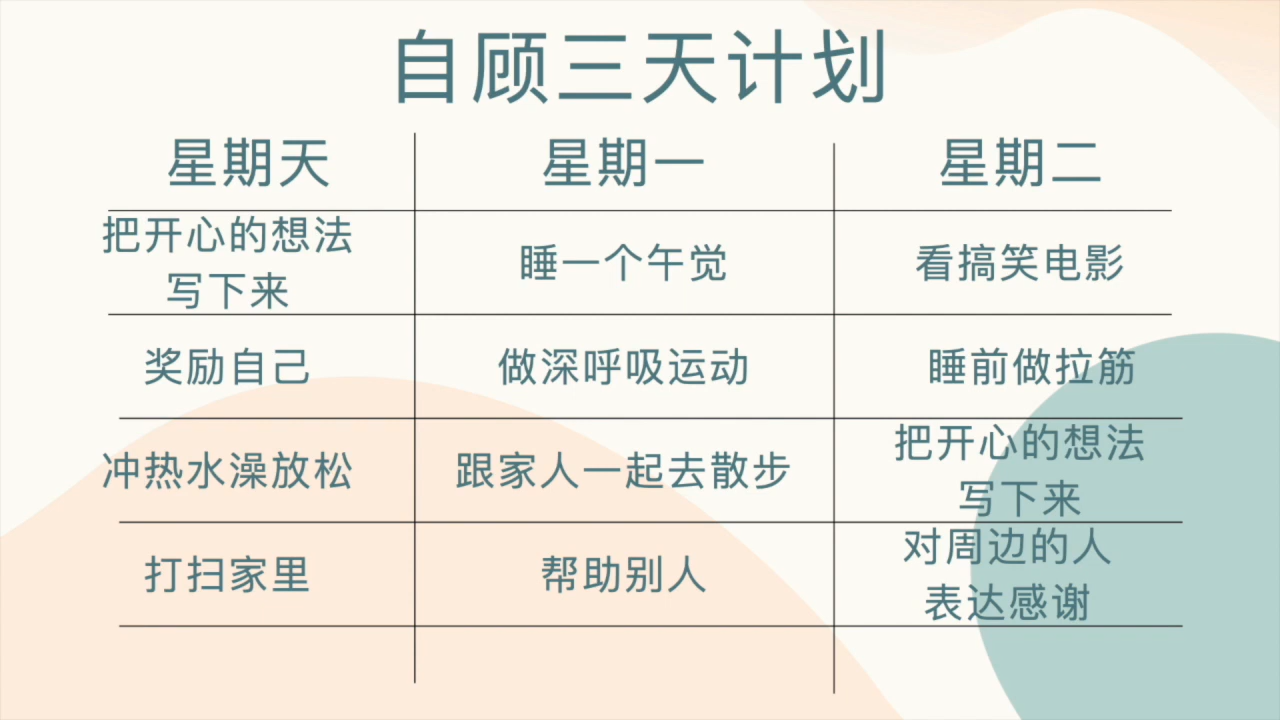 自顾三天计划
星期天 星期一 星期二
把开心的想法
写下来
睡一个午觉
看搞笑电影
奖励自己
做深呼吸运动
睡前做拉筋
冲热水澡放松
跟家人一起去散步
把开心的想法
写下来
打扫家里
帮助别人
对周边的人
表达感谢